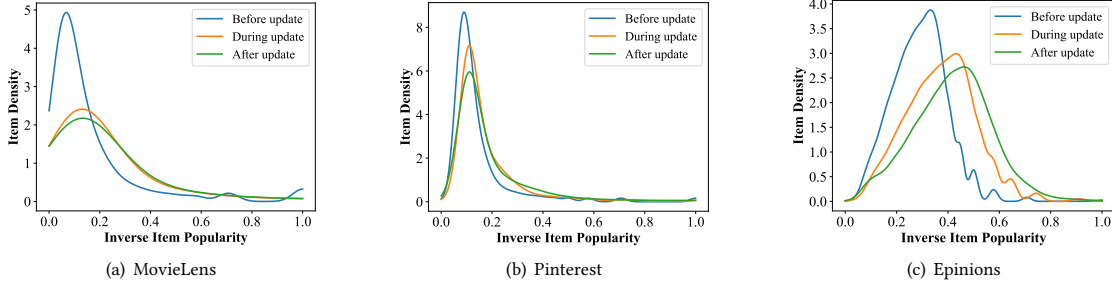 Before update
During update
After update
5
4
3
2
1
0
Item Density
0.0 0.2 0.4 0.6 0.8 1.0
Inverse Item Popularity
(a) MovieLens
Before update
During update
After update
8
6
4
2
0
Item Density
0.0 0.2 0.4 0.6 0.8 1.0
Inverse Item Popularity
(b) Pinterest
Before update
During update
After update
4.0
3.5
3.0
2.5
2.0
1.5
1.0
0.5
0.0
Item Density
0.0 0.2 0.4 0.6 0.8 1.0
Inverse Item Popularity
(c) Epinions